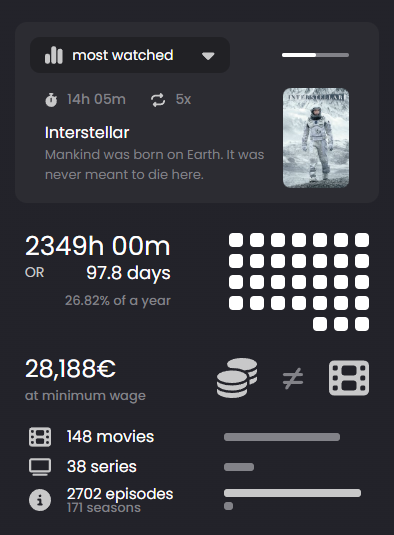 most watched
14h 05m 5x
INTERSTELLAR
Interstellar
Mankind was born on Earth. It was
never meant to die here.
2349h 00m
OR 97.8 days
26.82% of a year
28,188€
at minimum wage
148 movies
38 series
2702 episodes
171 seasons